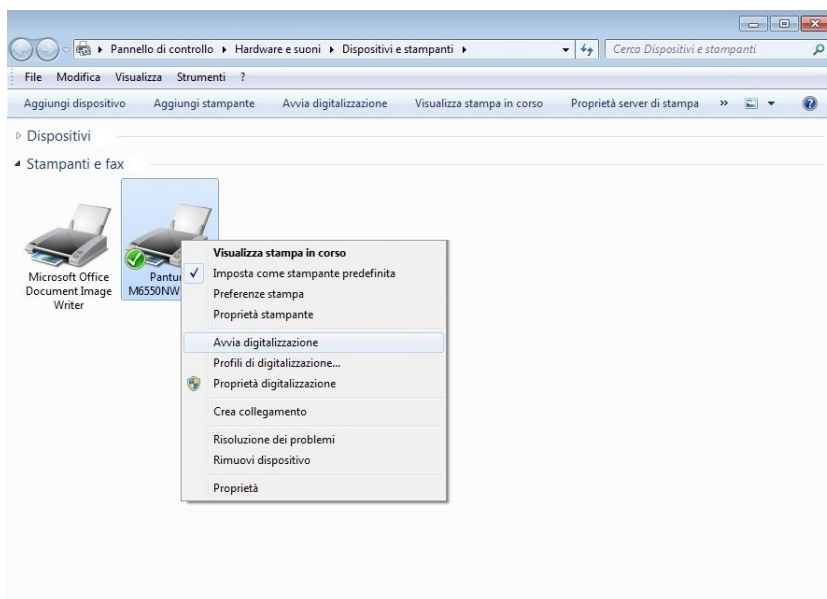 Pannello di controllo Hardware e suoni Dispositivi e stampanti Cerca Dispositivi e stampanti
File Modifica Visualizza Strumenti ?
Aggiungi dispositivo Aggiungi stampante Avvia digitalizzazione Visualizza stampa in corso Proprietà server di stampa »
Dispositivi
Stampanti e fax
Microsoft Office
Document Image
Writer
Pantu
M6550NW
Visualizza stampa in corso
Imposta come stampante predefinita
Preferenze stampa
Proprietà stampante
Avvia digitalizzazione
Profili di digitalizzazione...
Proprietà digitalizzazione
Crea collegamento
Risoluzione dei problemi
Rimuovi dispositivo
Proprietà